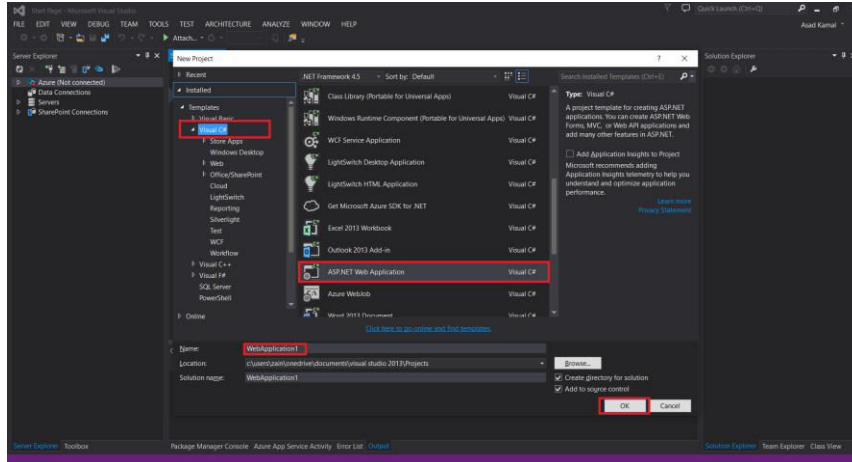 Start Page - Microsoft Visual Studio
Quick Launch (Ctrl+Q)
FILE EDIT VIEW DEBUG TEAM TOOLS TEST ARCHITECTURE ANALYZE WINDOW HELP
Asad Kamal
Attach...
Server Explorer
Azure (Not connected)
Data Connections
Servers
SharePoint Connections
New Project
?
Recent
.NET Framework 4.5
Sort by: Default
Search Installed Templates (Ctrl+E)
Installed
Templates
Visual Basic
Visual C#
Store Apps
Windows Desktop
Web
Office/SharePoint
Cloud
LightSwitch
Reporting
Silverlight
Test
WCF
Workflow
Visual C++
Visual F#
SQL Server
PowerShell
Online
Class Library (Portable for Universal Apps) Visual C#
Windows Runtime Component (Portable for Universal Apps) Visual C#
WCF Service Application Visual C#
LightSwitch Desktop Application Visual C#
LightSwitch HTML Application Visual C#
Get Microsoft Azure SDK for .NET Visual C#
Excel 2013 Workbook Visual C#
Outlook 2013 Add-in Visual C#
ASP.NET Web Application Visual C#
Azure WebJob Visual C#
Word 2013 Document Visual C#
Click here to go online and find templates.
Type: Visual C#
A project template for creating ASP.NET
applications. You can create ASP.NET Web
Forms, MVC, or Web API applications and
add many other features in ASP.NET.
Add Application Insights to Project
Microsoft recommends adding
Application Insights telemetry to help you
understand and optimize application
performance.
Learn more
Privacy Statement
Name: WebApplication1
Location: c:\users\zain\onedrive\documents\visual studio 2013\Projects
Browse...
Solution name: WebApplication1
Create directory for solution
Add to source control
OK Cancel
Solution Explorer
Server Explorer Toolbox
Package Manager Console Azure App Service Activity Error List Output
Solution Explorer Team Explorer Class View